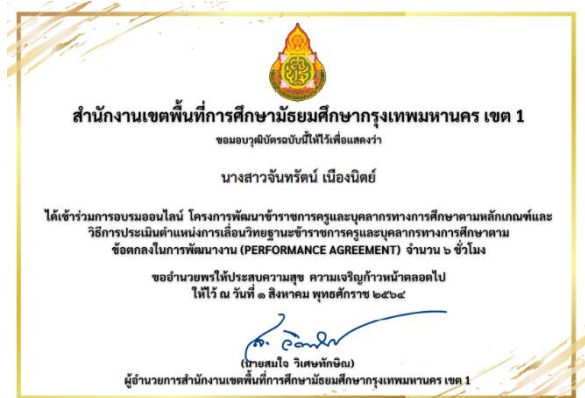 สำนักงานเขตพื้นที่การศึกษามัธยมศึกษากรุงเทพมหานคร เขต 1
ขอมอบวุฒิบัตรฉบับนี้ให้ไว้เพื่อแสดงว่า
นางสาวจันทรัตน์ เนืองนิตย์
ได้เข้าร่วมการอบรมออนไลน์ โครงการพัฒนาข้าราชการครูและบุคลากรทางการศึกษาตามหลักเกณฑ์และ
วิธีการประเมินตำแหน่งการเลื่อนวิทยฐานะข้าราชการครูและบุคลากรทางการศึกษาตาม
ข้อตกลงในการพัฒนางาน (PERFORMANCE AGREEMENT) จำนวน ๖ ชั่วโมง
ขออำนวยพรให้ประสบความสุข ความเจริญก้าวหน้าตลอดไป
ให้ไว้ ณ วันที่ ๑ สิงหาคม พุทธศักราช ๒๕๖๔
(นายสมใจ วิเศษทักษิณ)
ผู้อำนวยการสำนักงานเขตพื้นที่การศึกษามัธยมศึกษากรุงเทพมหานคร เขต 1